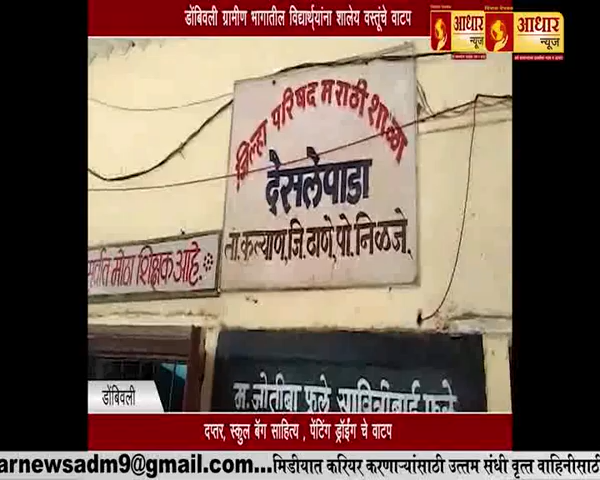 डोंबिवली ग्रामीण भागातील विद्यार्थ्यांना शालेय वस्तूंचे वाटप
आधार
न्यूज
आधार
न्यूज
जिल्हा परिषद मराठी शाळा
देसलेपाडा
ता.कल्याण,जि.ठाणे,पो.निळजे.
सर्वात मोठा शिक्षक आहे.
म.जोतीबा फुले सावित्रीबाई फुले
डोंबिवली
दप्तर, स्कुल बॅग साहित्य , पेंटिंग ड्रॉईंग चे वाटप
arnewsadm9@gmail.com...मिडीयात करियर करणाऱ्यांसाठी उत्तम संधी वृत्त वाहिनीसाठी